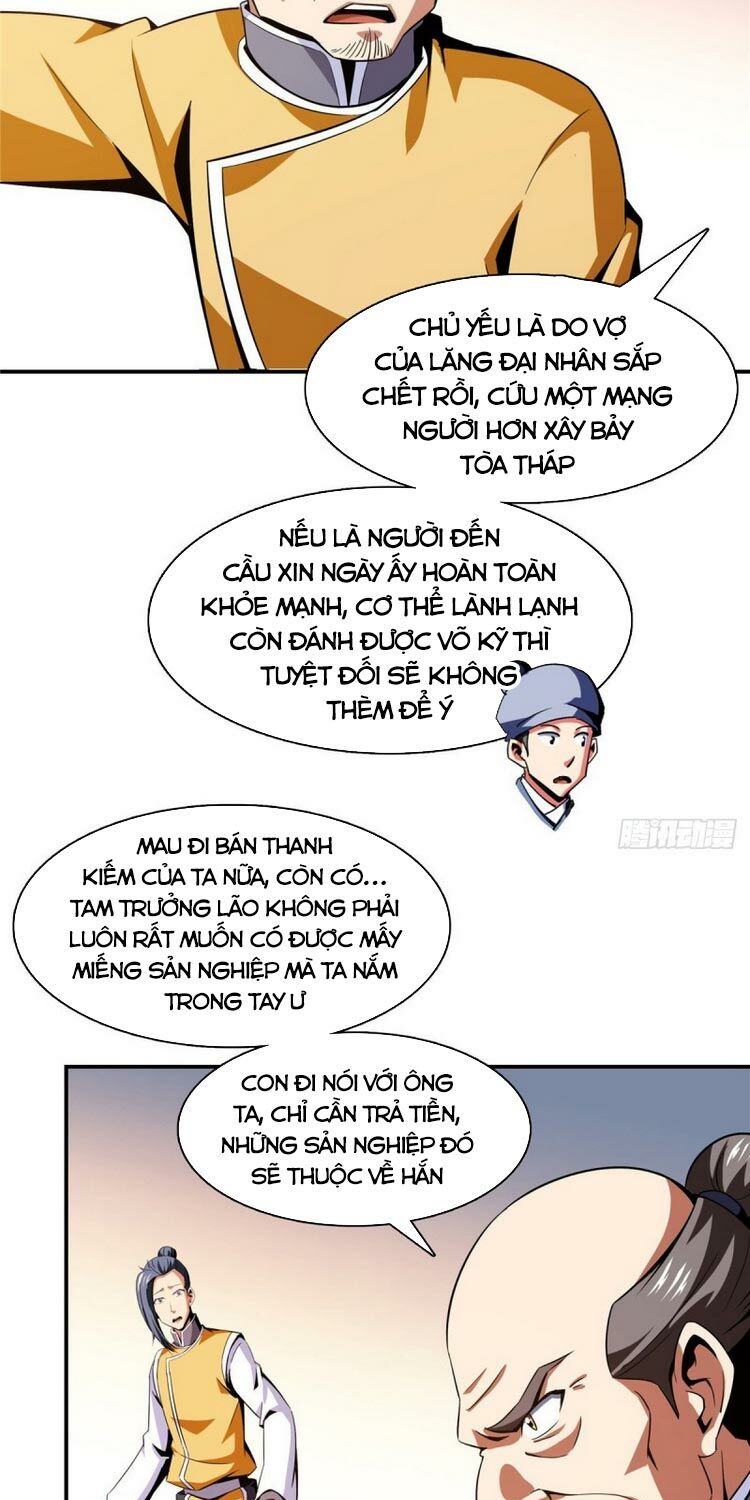 CHỦ YẾU LÀ DO VỢ
CỦA LĂNG ĐẠI NHÂN SẮP
CHẾT RỒI, CỨU MỘT MẠNG
NGƯỜI HƠN XÂY BẢY
TÒA THÁP
NẾU LÀ NGƯỜI ĐẾN
CẦU XIN NGÀY ẤY HOÀN TOÀN
KHỎE MẠNH, CƠ THỂ LÀNH LẠNH
CÒN ĐÁNH ĐƯỢC VÕ KỸ THÌ
TUYỆT ĐỐI SẼ KHÔNG
THÈM ĐỂ Ý
腾讯动漫
MAU ĐI BÁN THANH
KIẾM CỦA TA NỮA, CÒN CÓ...
TAM TRƯỞNG LÃO KHÔNG PHẢI
LUÔN RẤT MUỐN CÓ ĐƯỢC MẤY
MIẾNG SẢN NGHIỆP MÀ TA NẮM
TRONG TAY Ư
CON ĐI NÓI VỚI ÔNG
TA, CHỈ CẦN TRẢ TIỀN,
NHỮNG SẢN NGHIỆP ĐÓ
SẼ THUỘC VỀ HẮN